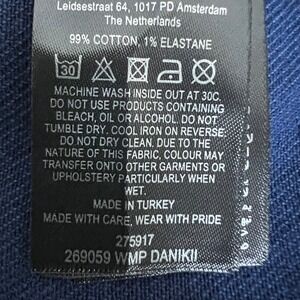 Leidsestraat 64, 1017 PD Amsterdam
The Netherlands
99% COTTON, 1% ELASTANE
30
MACHINE WASH INSIDE OUT AT 30C.
DO NOT USE PRODUCTS CONTAINING
BLEACH, OIL OR ALCOHOL. DO NOT
TUMBLE DRY. COOL IRON ON REVERSE.
DO NOT DRY CLEAN. DUE TO THE
NATURE OF THIS FABRIC, COLOUR MAY
TRANSFER ONTO OTHER GARMENTS OR
UPHOLSTERY PARTICULARLY WHEN
WET.
MADE IN TURKEY
MADE WITH CARE, WEAR WITH PRIDE
275917
269059 WMP DANIKII